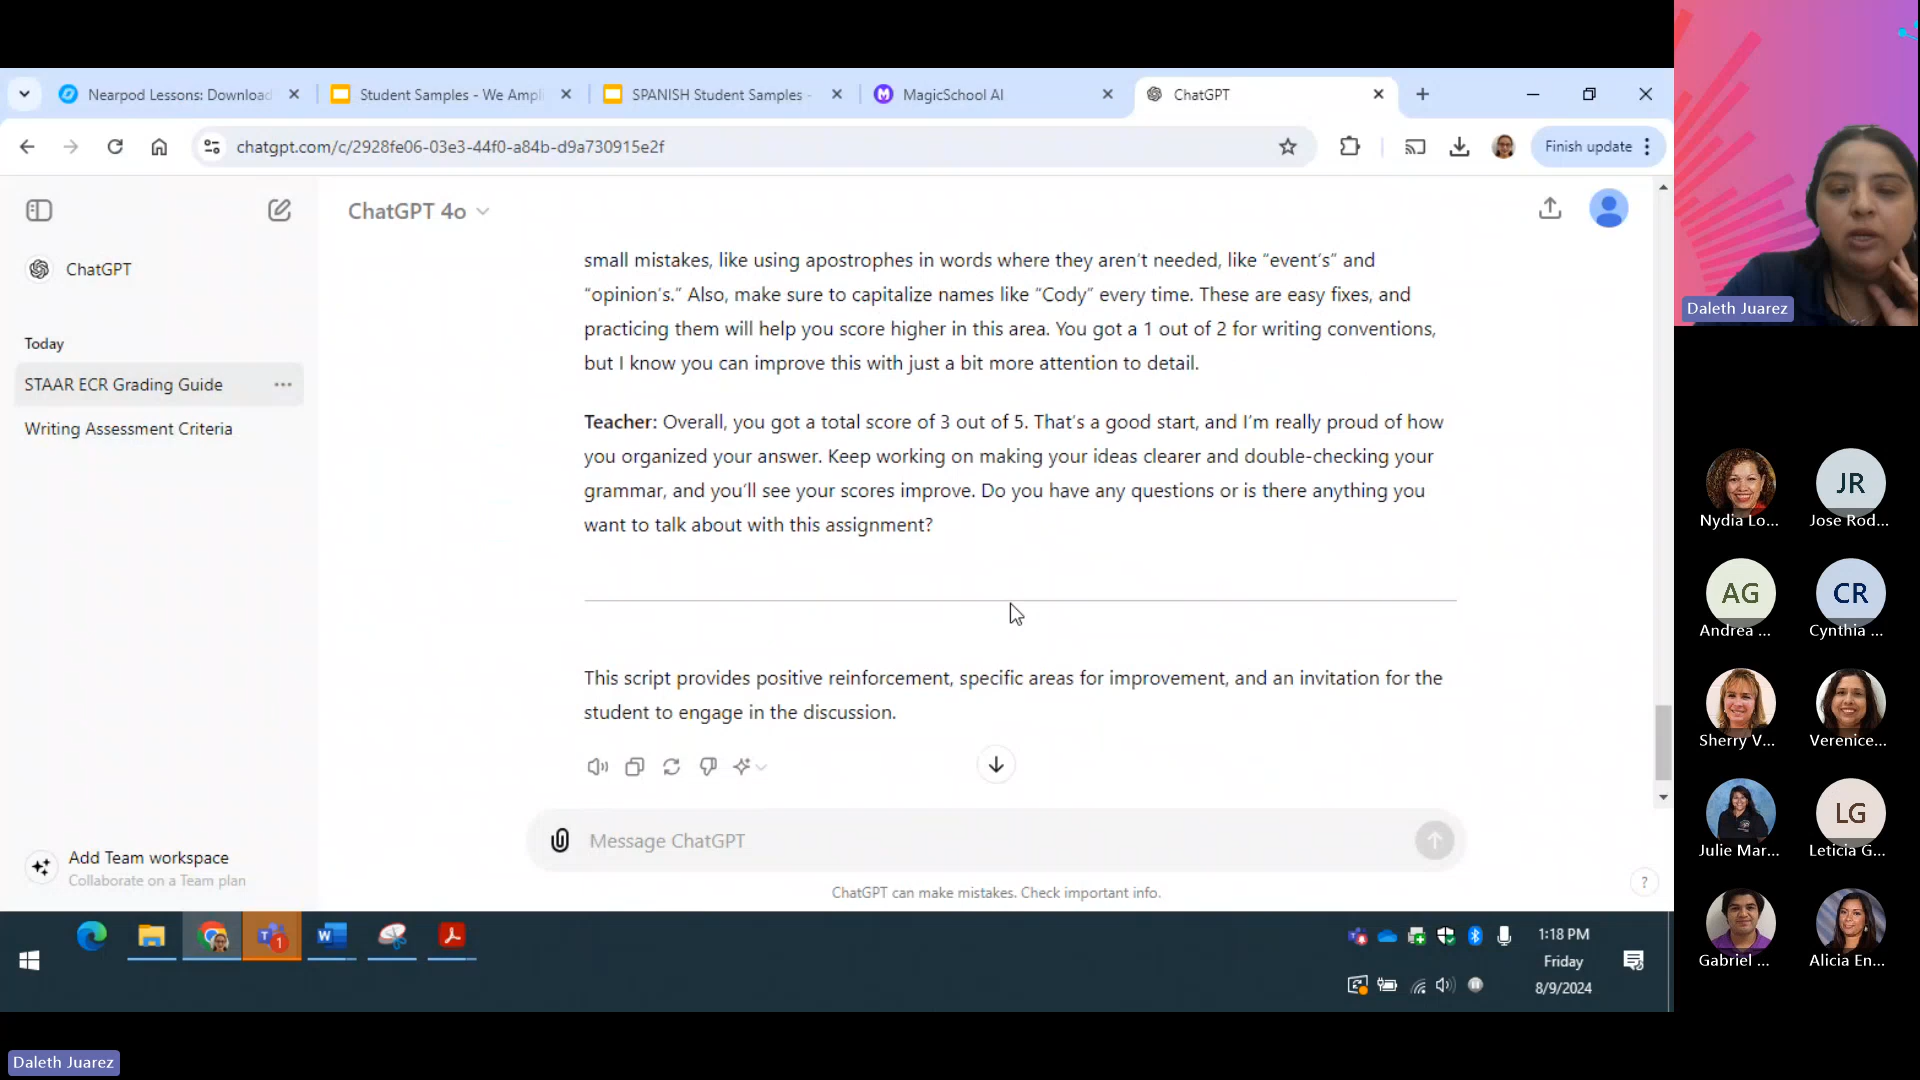 Nearpod Lessons: Download
Student Samples - We Ampl
SPANISH Student Samples -
MagicSchool AI
ChatGPT
chatgpt.com/c/2928fe06-03e3-44f0-a84b-d9a730915e2f
Finish update
ChatGPT 4o
ChatGPT
Today
STAAR ECR Grading Guide
Writing Assessment Criteria
Add Team workspace
Collaborate on a Team plan
small mistakes, like using apostrophes in words where they aren't needed, like “event's” and
“opinion's.” Also, make sure to capitalize names like “Cody” every time. These are easy fixes, and
practicing them will help you score higher in this area. You got a 1 out of 2 for writing conventions,
but I know you can improve this with just a bit more attention to detail.
Teacher: Overall, you got a total score of 3 out of 5. That's a good start, and I'm really proud of how
you organized your answer. Keep working on making your ideas clearer and double-checking your
grammar, and you'll see your scores improve. Do you have any questions or is there anything you
want to talk about with this assignment?
This script provides positive reinforcement, specific areas for improvement, and an invitation for the
student to engage in the discussion.
Message ChatGPT
ChatGPT can make mistakes. Check important info.
?
1
1:18 PM
Friday
8/9/2024
Daleth Juarez
Nydia Lo...
JR
Jose Rod...
AG
Andrea ...
CR
Cynthia ...
Sherry V...
Verenice...
Julie Mar...
LG
Leticia G...
Gabriel ...
Alicia En...
Daleth Juarez